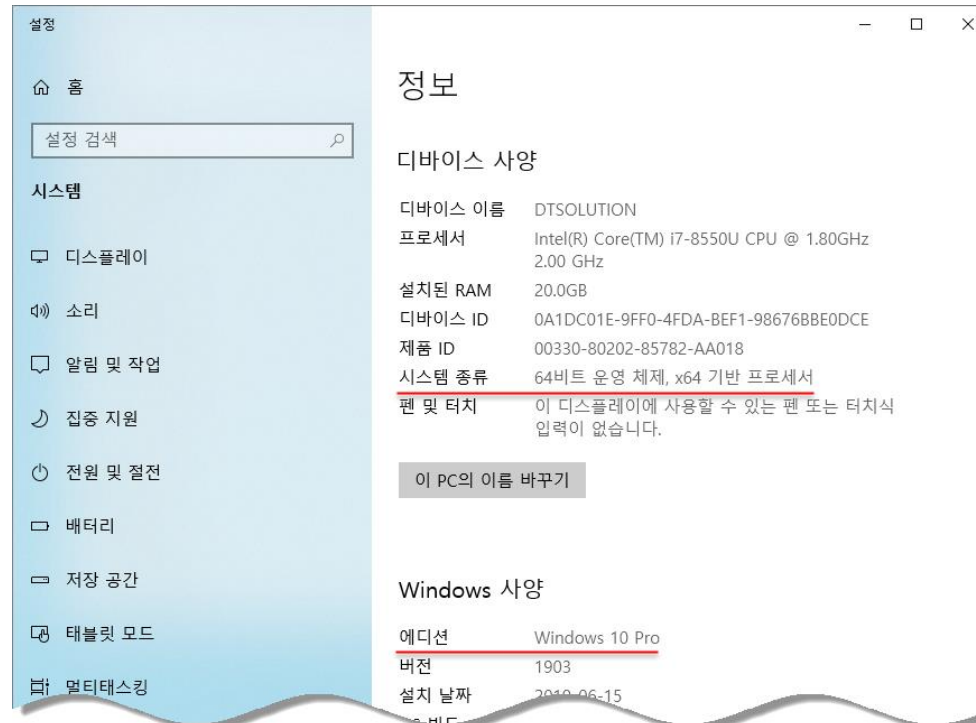 설정
홈
설정 검색
시스템
디스플레이
소리
알림 및 작업
집중 지원
전원 및 절전
배터리
저장 공간
태블릿 모드
멀티태스킹
정보
디바이스 사양
디바이스 이름 DTSOLUTION
프로세서 Intel(R) Core(TM) i7-8550U CPU @ 1.80GHz
2.00 GHz
설치된 RAM 20.0GB
디바이스 ID 0A1DC01E-9FF0-4FDA-BEF1-98676BBE0DCE
제품 ID 00330-80202-85782-AA018
시스템 종류 64비트 운영 체제, x64 기반 프로세서
펜 및 터치 이 디스플레이에 사용할 수 있는 펜 또는 터치식
입력이 없습니다.
이 PC의 이름 바꾸기
Windows 사양
에디션 Windows 10 Pro
버전 1903
설치 날짜